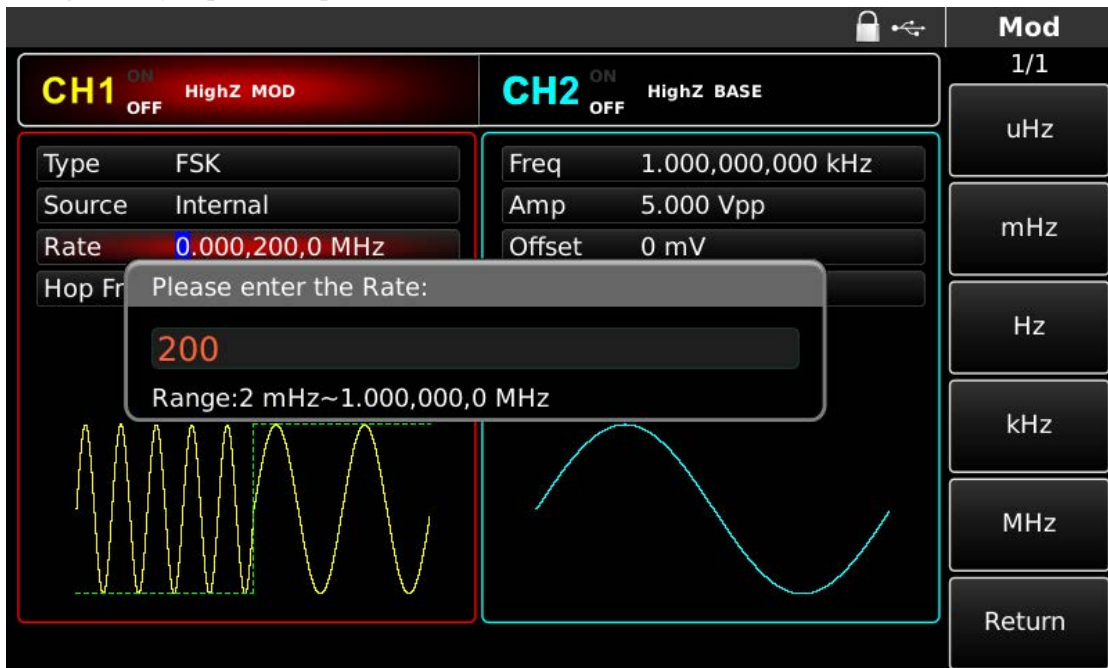 Mod
1/1
CH1 ON OFF HighZ MOD
CH2 ON OFF HighZ BASE
Type FSK
Source Internal
Rate 0.000,200,0 MHz
Hop Fr
Freq 1.000,000,000 kHz
Amp 5.000 Vpp
Offset 0 mV
Please enter the Rate:
200
Range:2 mHz~1.000,000,0 MHz
uHz
mHz
Hz
kHz
MHz
Return